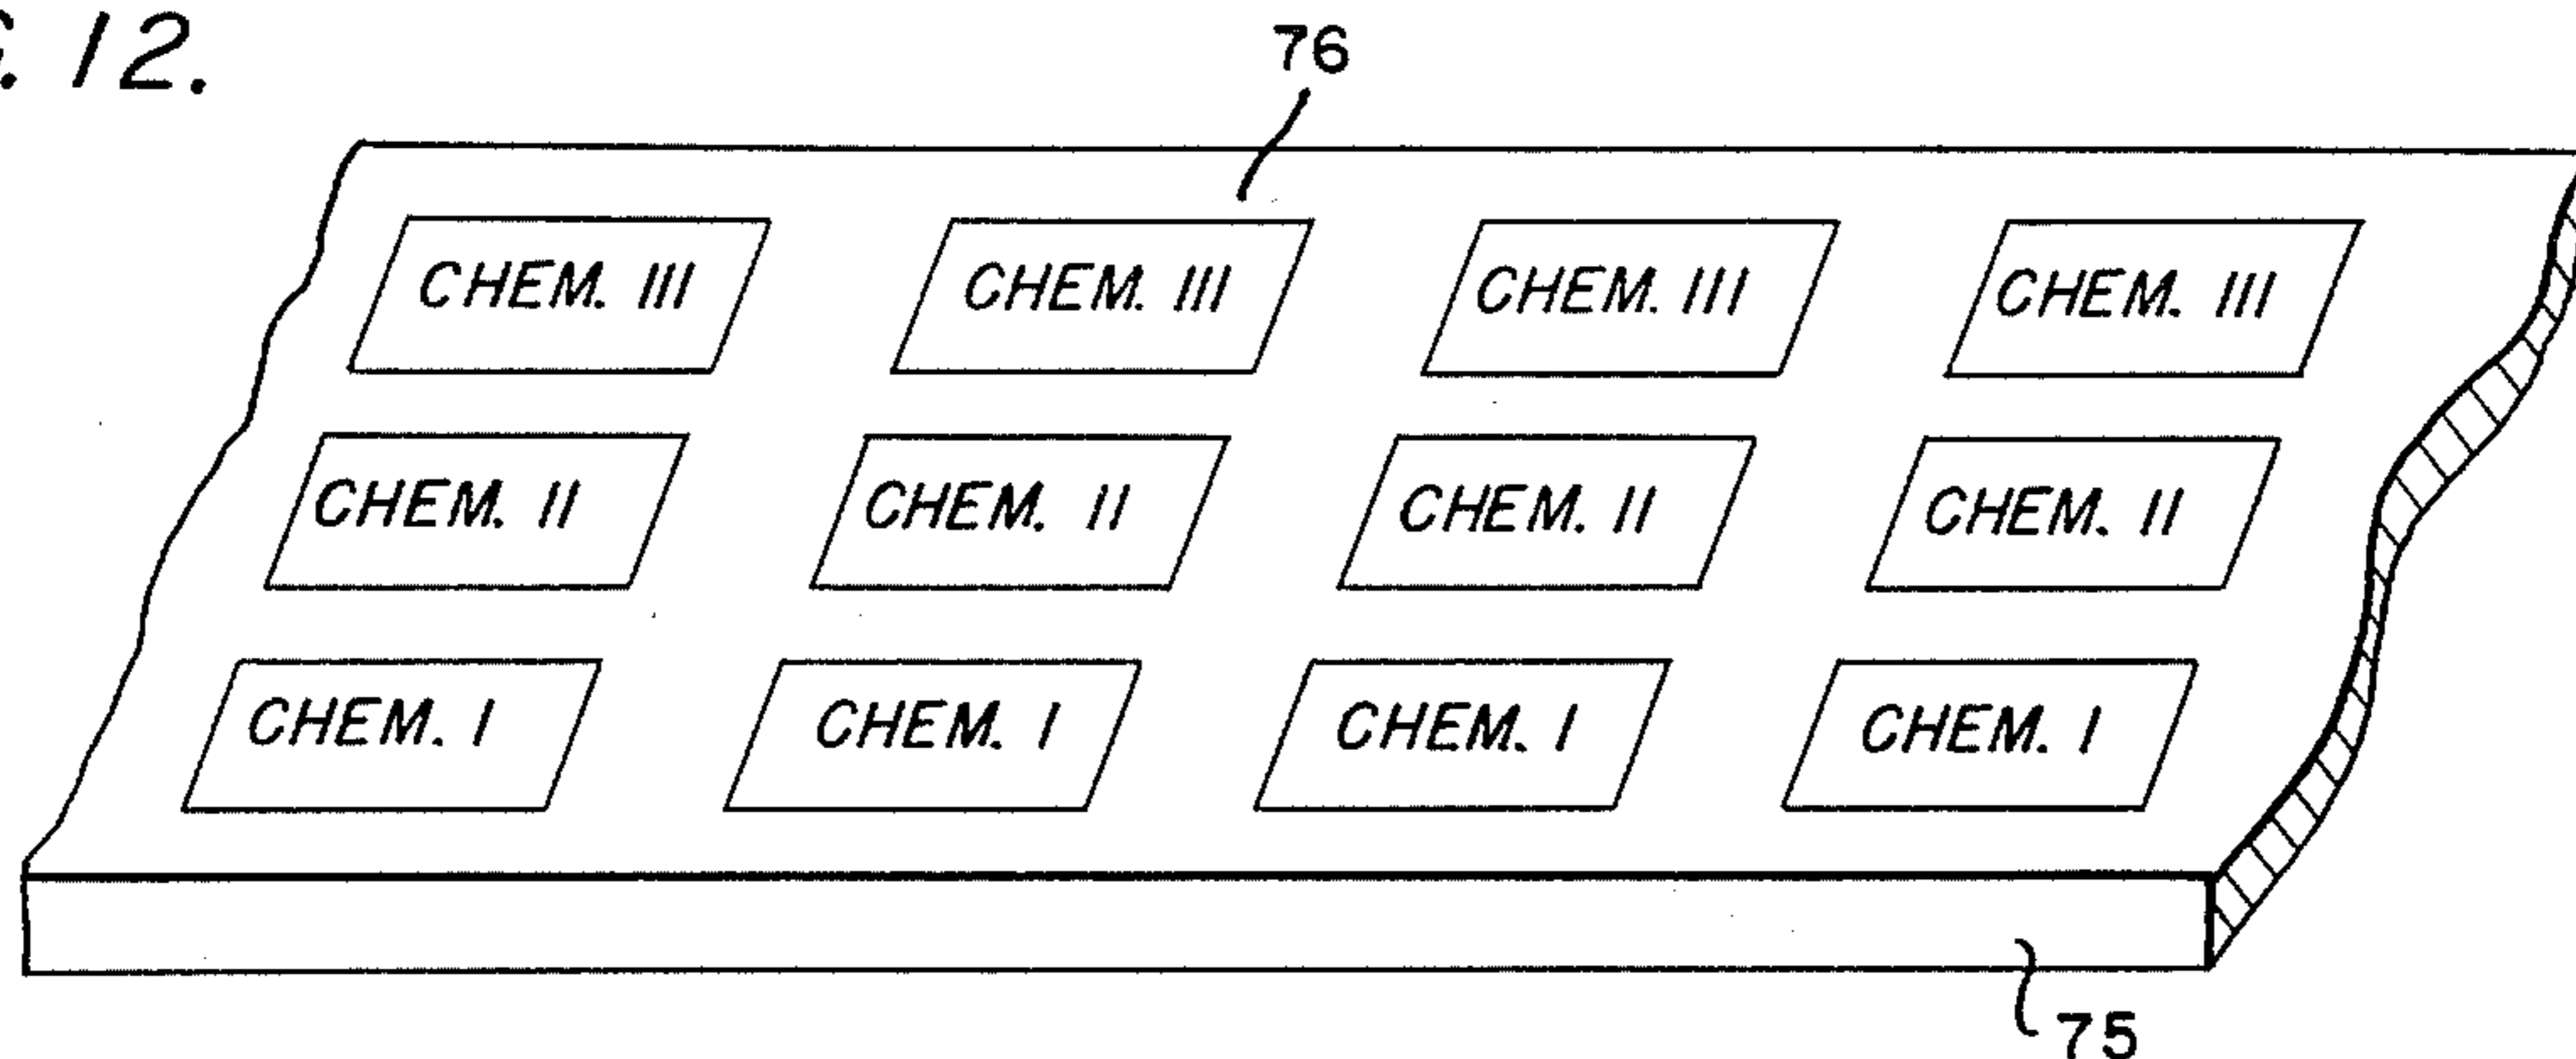 G. 12.
76
CHEM. III CHEM. III CHEM. III CHEM. III
CHEM. II CHEM. II CHEM. II CHEM. II
CHEM. I CHEM. I CHEM. I CHEM. I
75